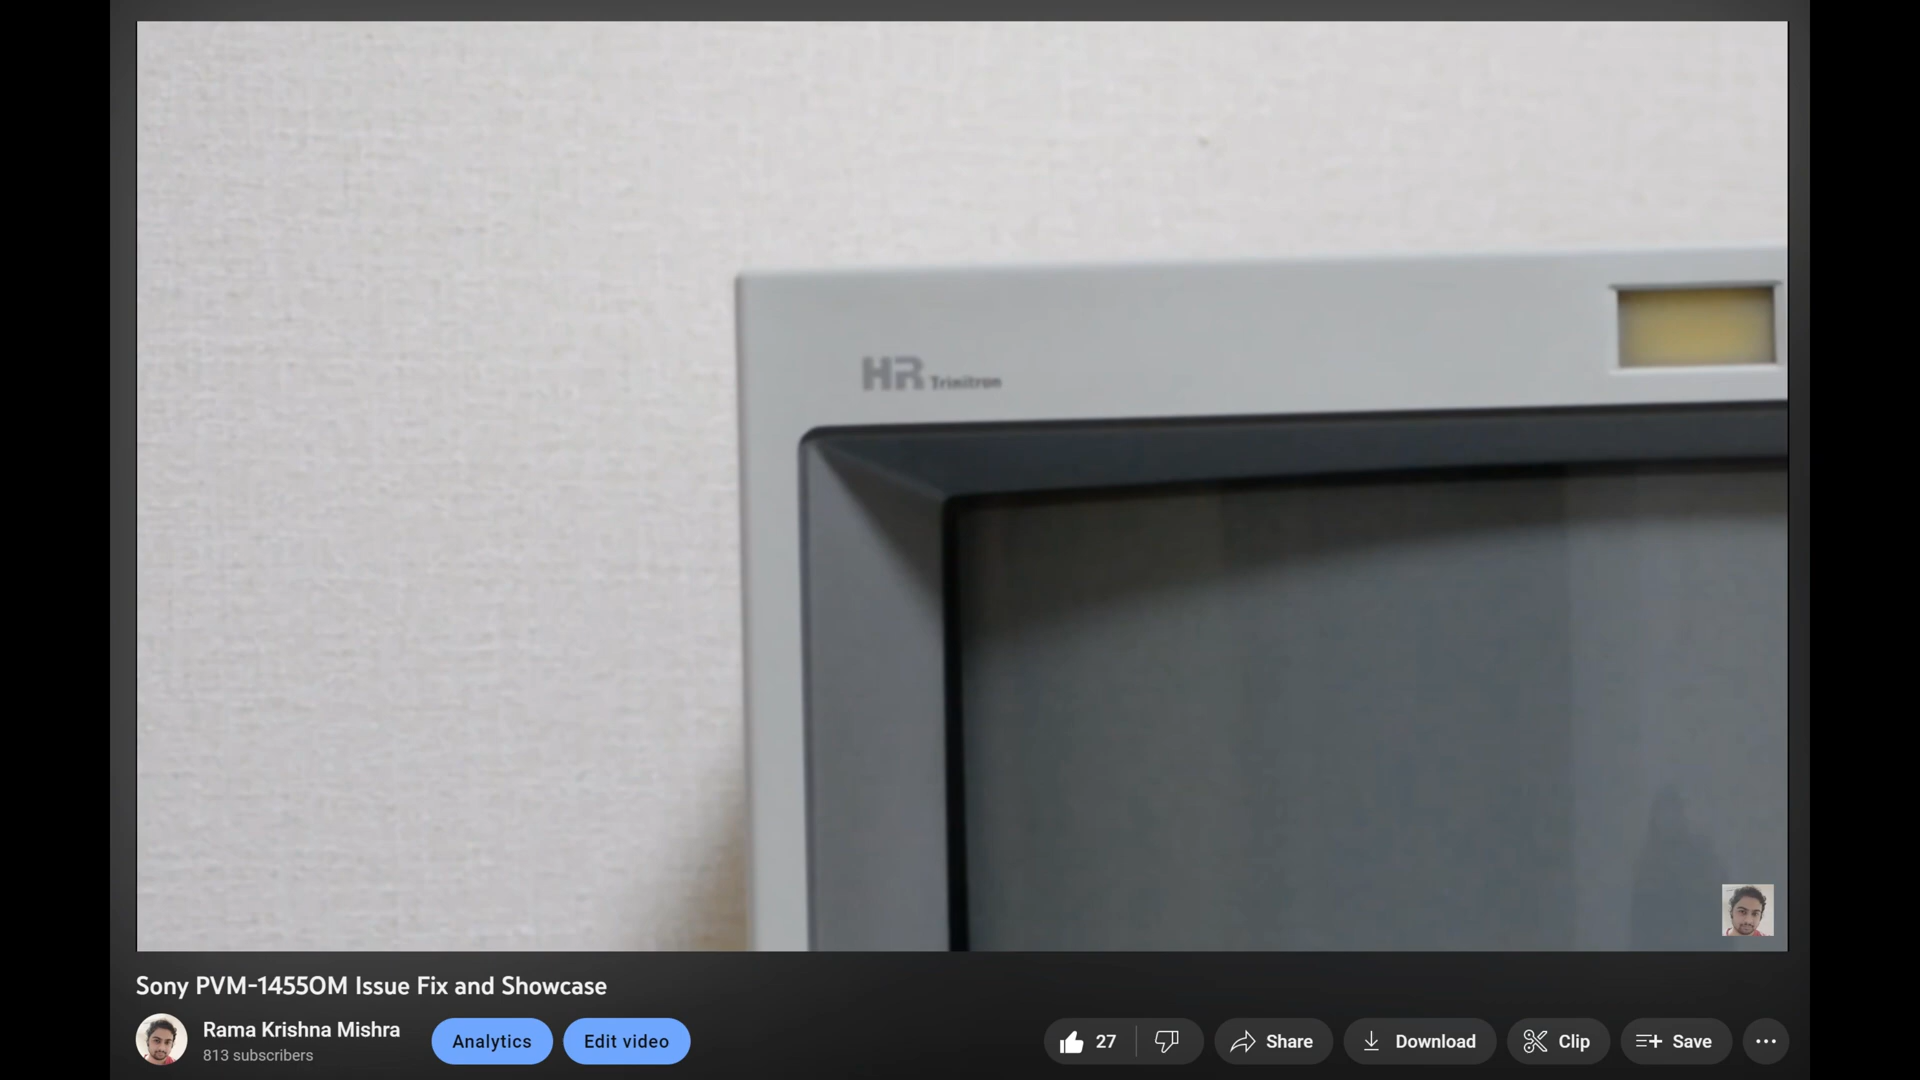 HR Trinitron
Sony PVM-1455OM Issue Fix and Showcase
Rama Krishna Mishra
813 subscribers
Analytics
Edit video
27
Share
Download
Clip
Save